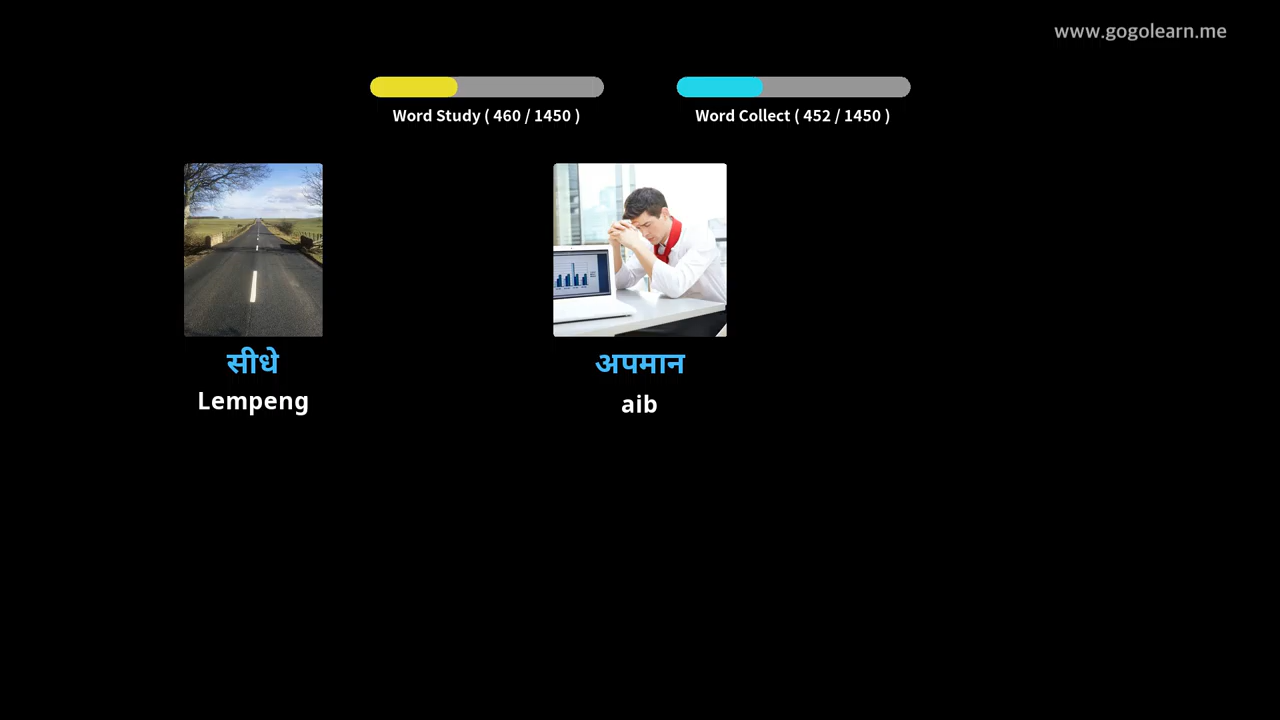 www.gogolearn.me
Word Study ( 460 / 1450 )
Word Collect ( 452 / 1450 )
सीधे
Lempeng
अपमान
aib